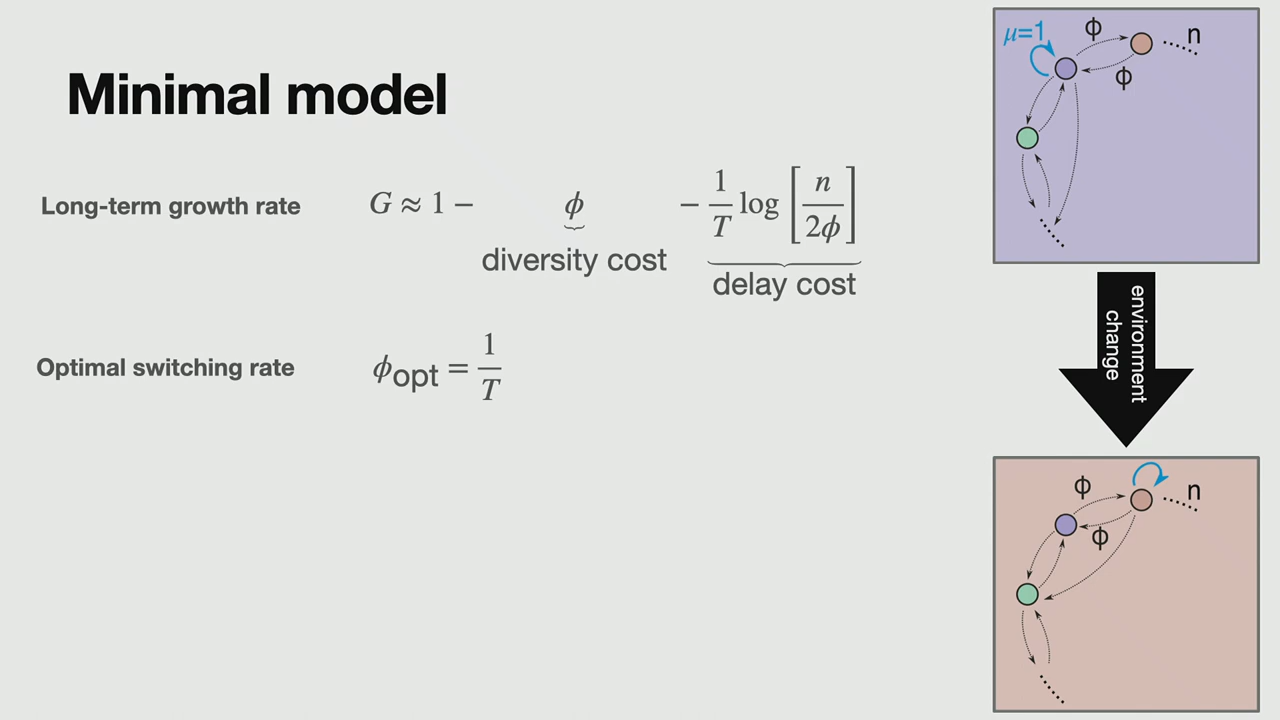 Minimal model
Long-term growth rate
G ≈ 1 − ϕ − 1/T log [n/2ϕ]
diversity cost
delay cost
Optimal switching rate
ϕopt = 1/T
μ=1
ϕ
n
ϕ
environment
change
ϕ
n
ϕ